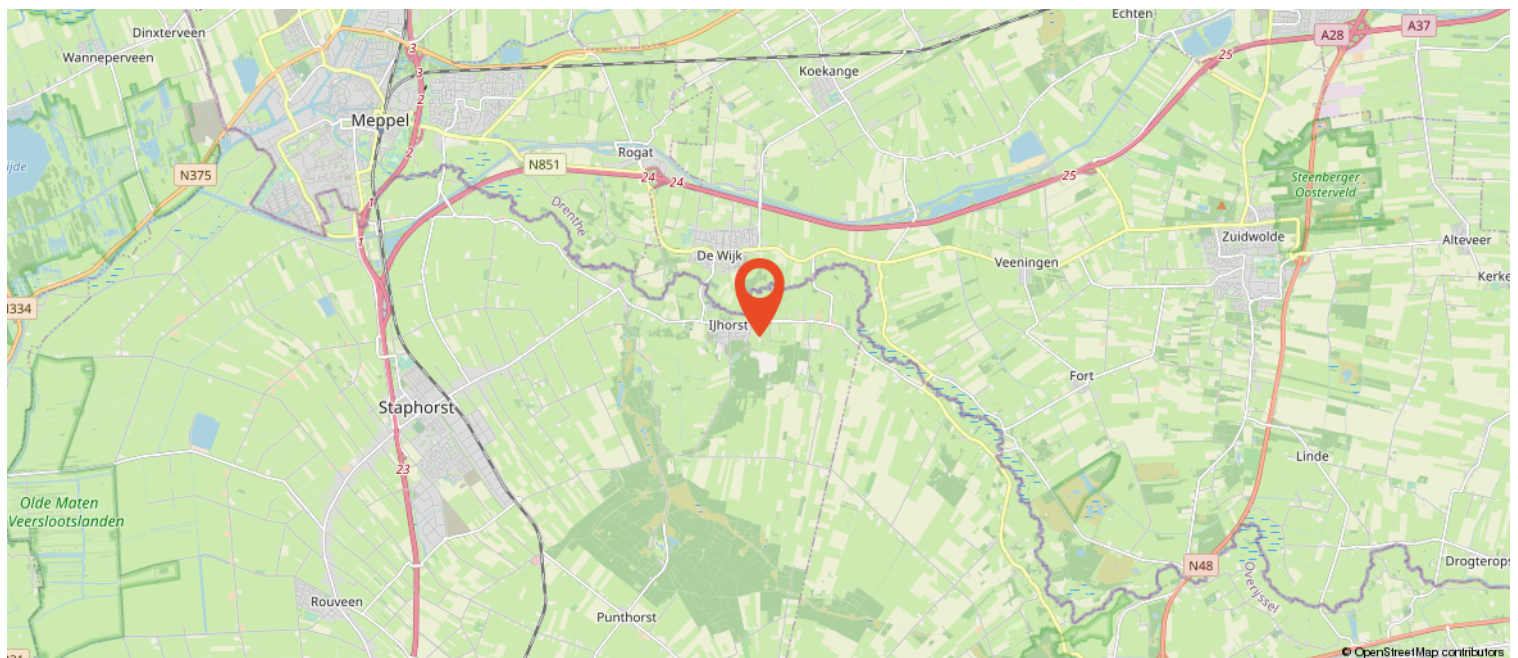 Dinxterveen
Echten
A28
A37
3
Wanneperveen
25
3
Koekange
2
Meppel
2
Rogat
N851
N375
24
24
25
Steenberger
Oosterveld
1
Drenthe
1
Zuidwolde
Alteveer
De Wijk
Veeningen
IJhorst
Fort
Staphorst
23
Linde
Olde Maten
Veerslootslanden
N48
Overijssel
Rouveen
Punthorst
© OpenStreetMap contributors